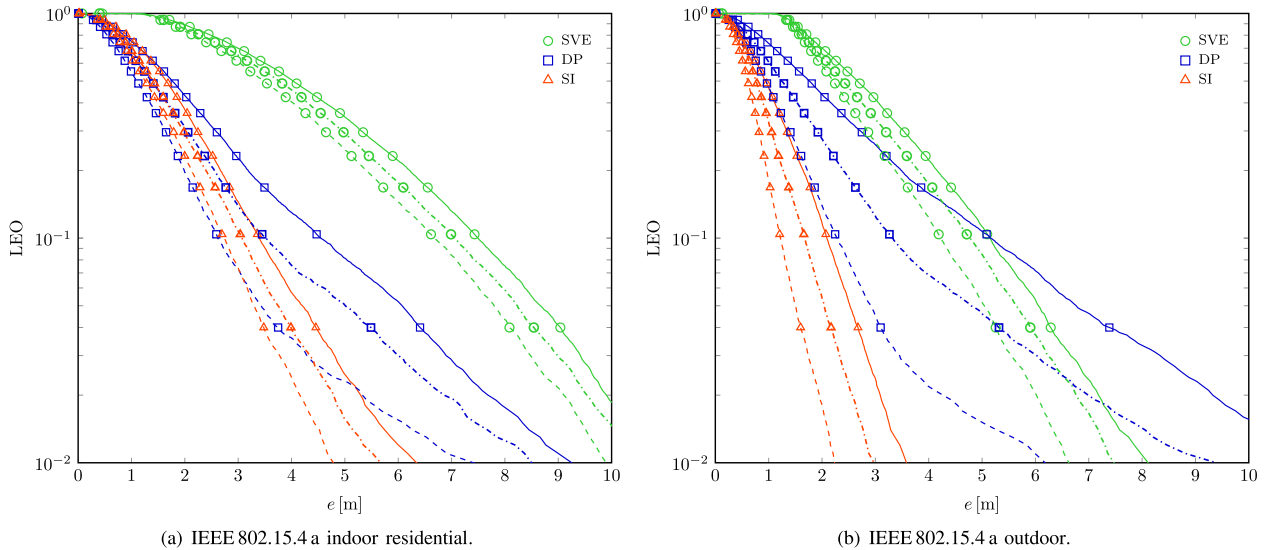 10^0
10^-1
10^-2
LEO
SVE
DP
SI
0 1 2 3 4 5 6 7 8 9 10
e [m]
(a) IEEE 802.15.4 a indoor residential.
10^0
10^-1
10^-2
LEO
SVE
DP
SI
0 1 2 3 4 5 6 7 8 9 10
e [m]
(b) IEEE 802.15.4 a outdoor.